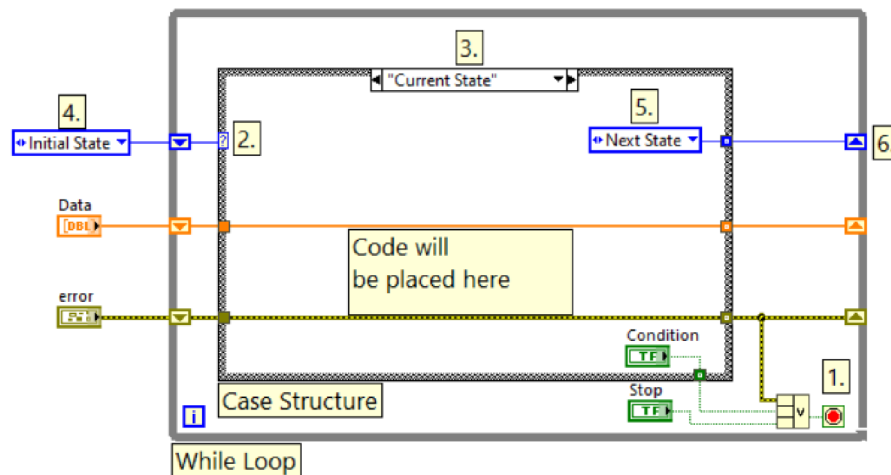 3.
"Current State"
4.
5.
Initial State
?
2.
Next State
6.
Data
[DBL]
Code will
be placed here
error
Condition
TF
1.
Stop
Case Structure
TF
v
i
While Loop